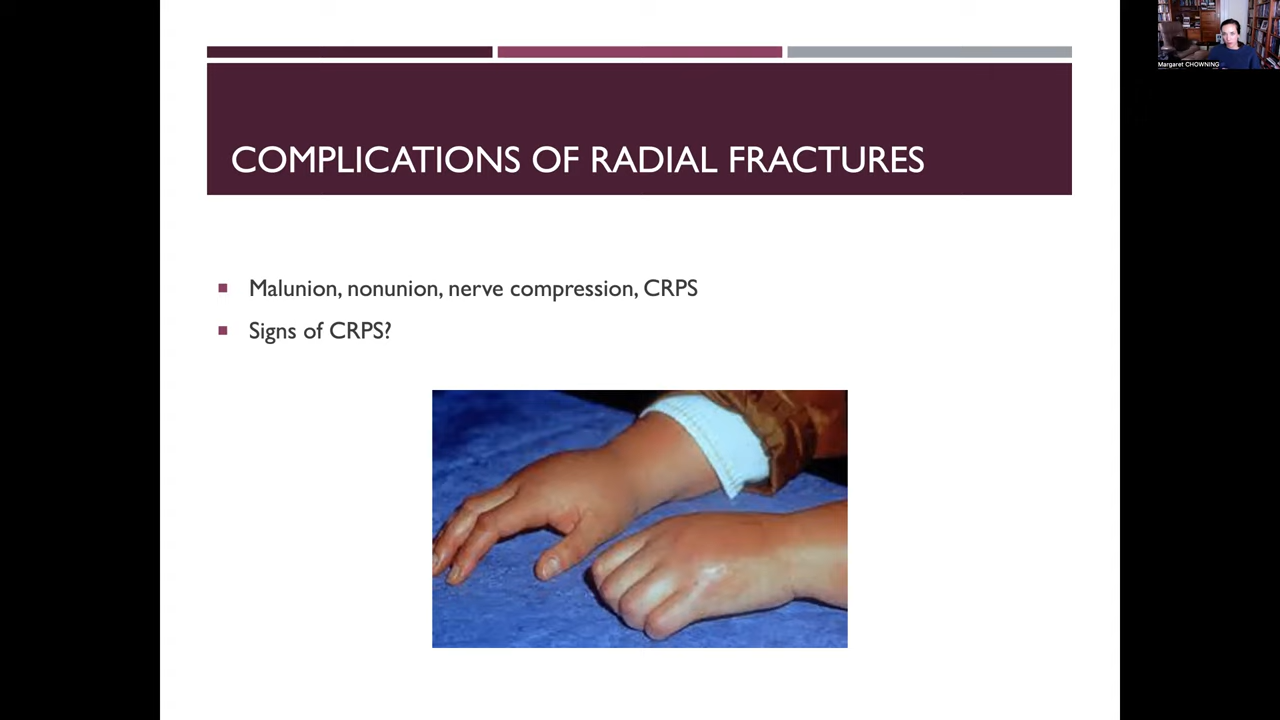 Margaret CHOWNING
COMPLICATIONS OF RADIAL FRACTURES
Malunion, nonunion, nerve compression, CRPS
Signs of CRPS?